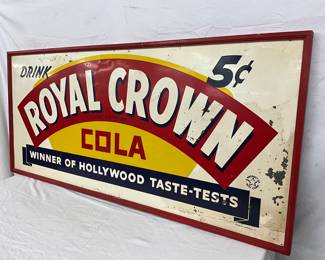 DRINK
5¢
ROYAL CROWN
COLA
WINNER OF HOLLYWOOD TASTE-TESTS